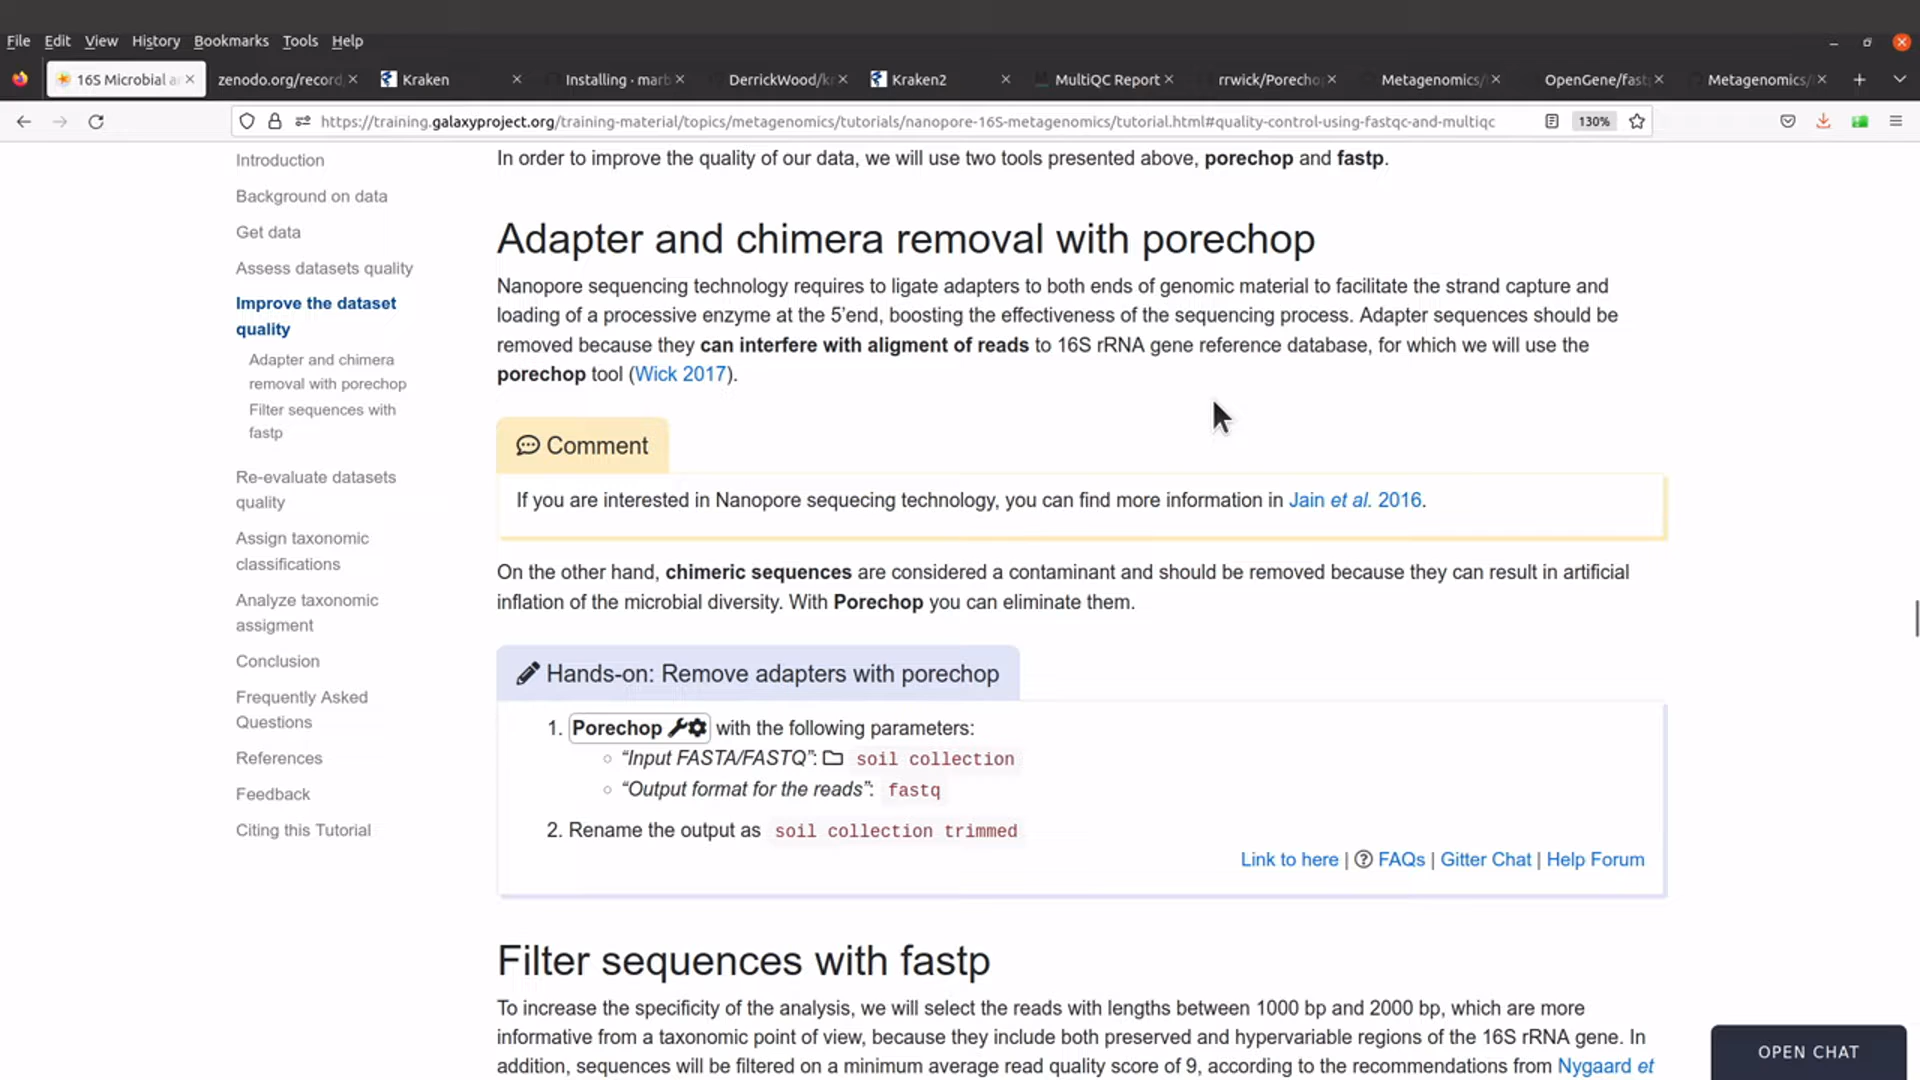 File Edit View History Bookmarks Tools Help
16S Microbial a
zenodo.org/record
Kraken
Installing · marb
DerrickWood/kr
Kraken2
MultiQC Report
rrwick/Porecho
Metagenomics/
OpenGene/fast
Metagenomics/
https://training.galaxyproject.org/training-material/topics/metagenomics/tutorials/nanopore-16S-metagenomics/tutorial.html#quality-control-using-fastqc-and-multiqc
130%
Introduction
Background on data
Get data
Assess datasets quality
Improve the dataset
quality
Adapter and chimera
removal with porechop
Filter sequences with
fastp
Re-evaluate datasets
quality
Assign taxonomic
classifications
Analyze taxonomic
assigment
Conclusion
Frequently Asked
Questions
References
Feedback
Citing this Tutorial
In order to improve the quality of our data, we will use two tools presented above, porechop and fastp.
Adapter and chimera removal with porechop
Nanopore sequencing technology requires to ligate adapters to both ends of genomic material to facilitate the strand capture and
loading of a processive enzyme at the 5’end, boosting the effectiveness of the sequencing process. Adapter sequences should be
removed because they can interfere with aligment of reads to 16S rRNA gene reference database, for which we will use the
porechop tool (Wick 2017).
Comment
If you are interested in Nanopore sequecing technology, you can find more information in Jain et al. 2016.
On the other hand, chimeric sequences are considered a contaminant and should be removed because they can result in artificial
inflation of the microbial diversity. With Porechop you can eliminate them.
Hands-on: Remove adapters with porechop
1. Porechop with the following parameters:
“Input FASTA/FASTQ”: soil collection
“Output format for the reads”: fastq
2. Rename the output as soil collection trimmed
Link to here | FAQs | Gitter Chat | Help Forum
Filter sequences with fastp
To increase the specificity of the analysis, we will select the reads with lengths between 1000 bp and 2000 bp, which are more
informative from a taxonomic point of view, because they include both preserved and hypervariable regions of the 16S rRNA gene. In
addition, sequences will be filtered on a minimum average read quality score of 9, according to the recommendations from Nygaard et
OPEN CHAT